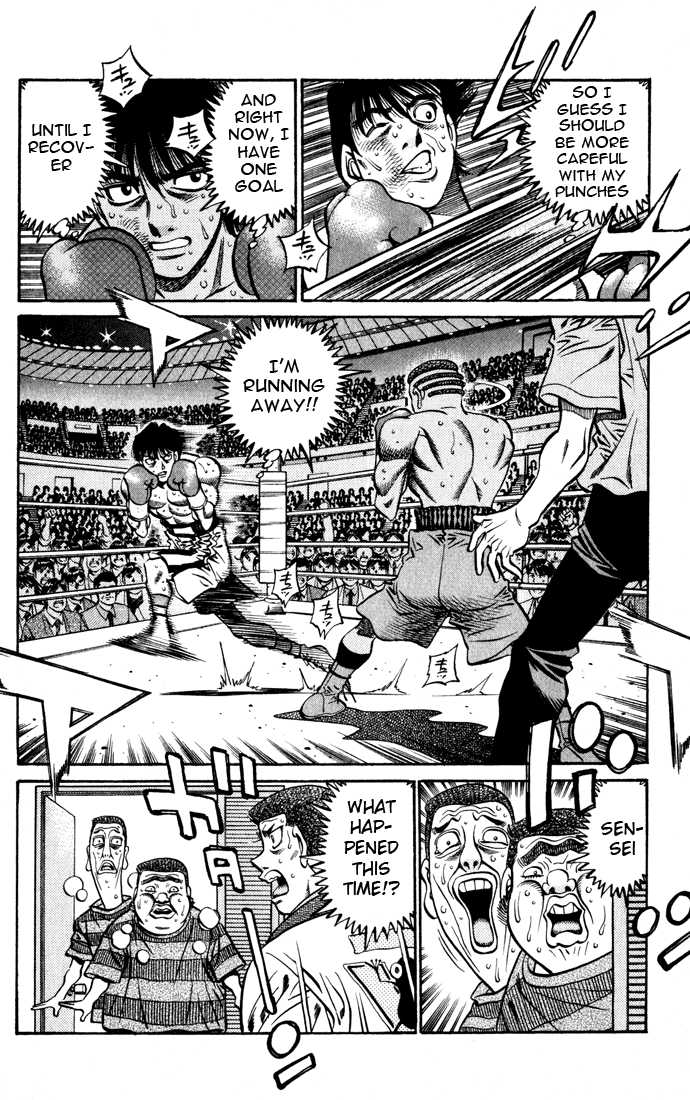 SO I
GUESS I
SHOULD
BE MORE
CAREFUL
WITH MY
PUNCHES
AND
RIGHT
NOW, I
HAVE
ONE
GOAL
UNTIL I
RECOV-
ER
I'M
RUNNING
AWAY!!
SEN-
SEI
WHAT
HAP-
PENED
THIS
TIME!?